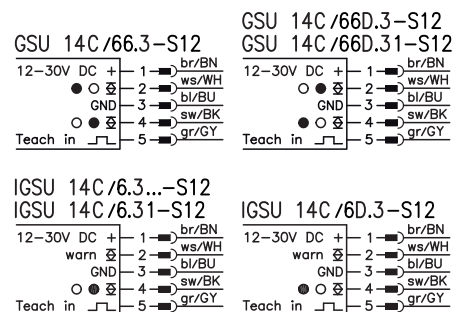 GSU 14C/66.3-S12
12-30V DC + 1 br/BN
2 ws/WH
GND 3 bl/BU
4 sw/BK
Teach in 5 gr/GY
GSU 14C/66D.3-S12
GSU 14C/66D.31-S12
12-30V DC + 1 br/BN
2 ws/WH
GND 3 bl/BU
4 sw/BK
Teach in 5 gr/GY
IGSU 14C/6.3...-S12
IGSU 14C/6.31-S12
12-30V DC + 1 br/BN
warn 2 ws/WH
GND 3 bl/BU
4 sw/BK
Teach in 5 gr/GY
IGSU 14C/6D.3-S12
12-30V DC + 1 br/BN
warn 2 ws/WH
GND 3 bl/BU
4 sw/BK
Teach in 5 gr/GY